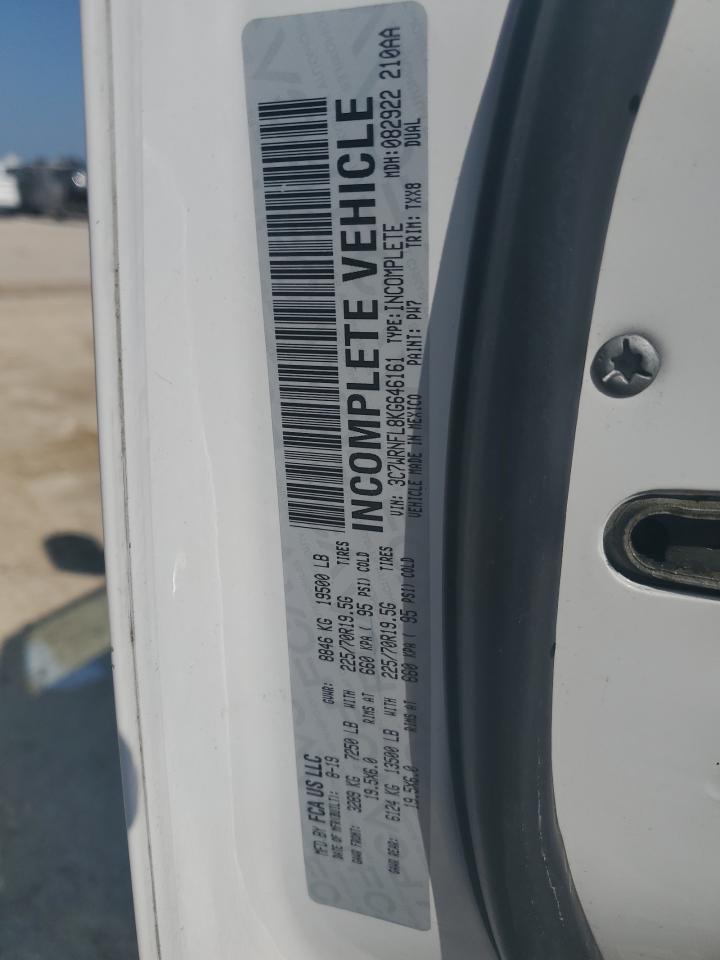 MFD BY FCA US LLC
DATE OF MFR(BUILT): 8-19 GVWR: 8846 KG 19500 LB
GAWR FRONT: 3289 KG 7250 LB WITH 225/70R19.5G TIRES
19.5X6.0 RIMS AT 660 KPA ( 95 PSI) COLD
GAWR REAR: 6124 KG 13500 LB WITH 225/70R19.5G TIRES
19.5X6.0 RIMS AT 660 KPA ( 95 PSI) COLD
INCOMPLETE VEHICLE
MDH:082922 210AA
VIN: 3C7WRNFL8KG646161 TYPE:INCOMPLETE DUAL
VEHICLE MADE IN MEXICO PAINT: PW7 TRIM: TXX8